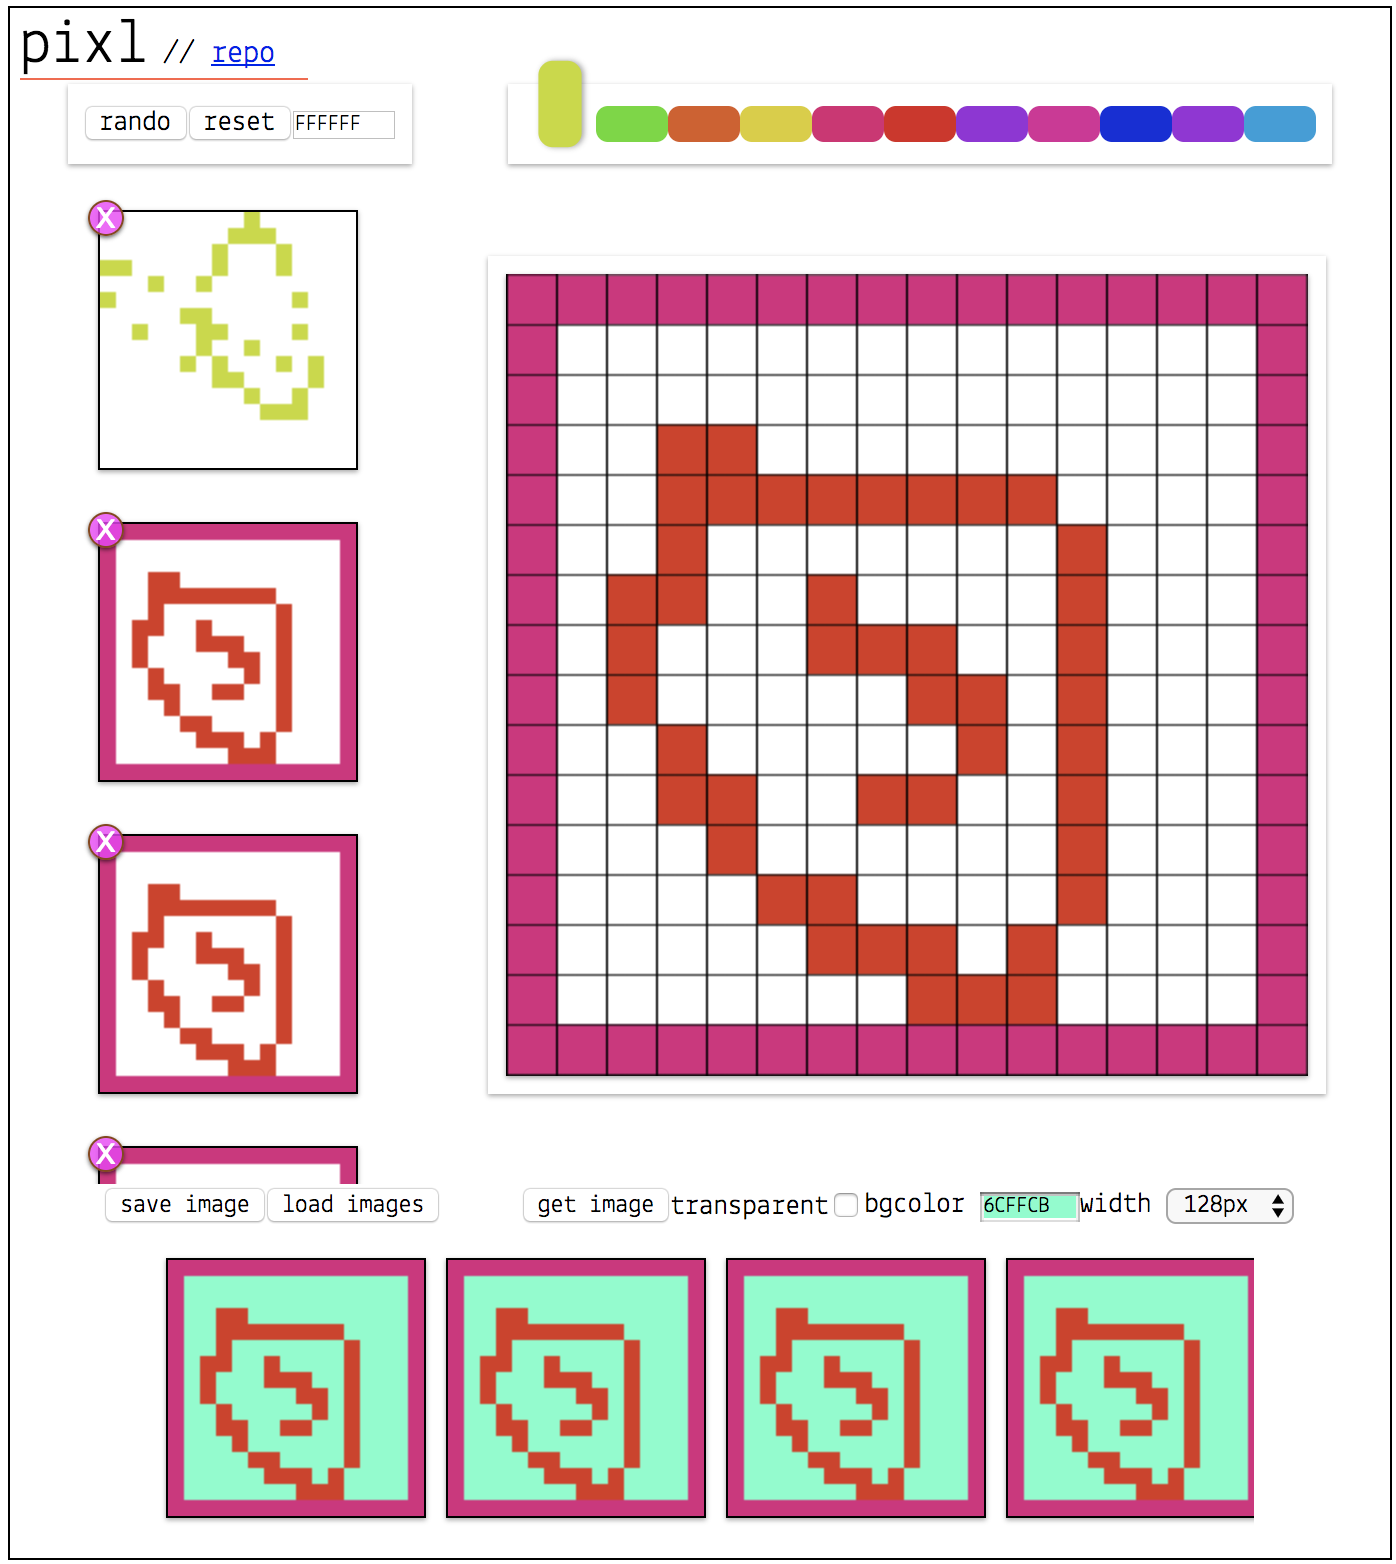 pixl // repo
rando reset FFFFFF
X
X
X
X
save image load images get image transparent bgcolor 6CFFCB width 128px